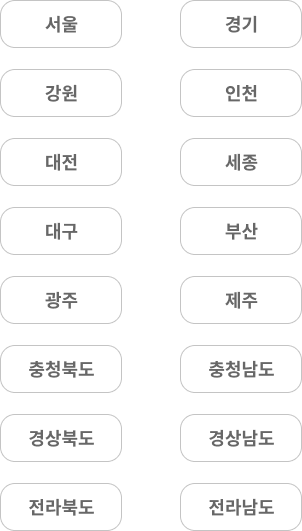 서울 경기
강원 인천
대전 세종
대구 부산
광주 제주
충청북도 충청남도
경상북도 경상남도
전라북도 전라남도